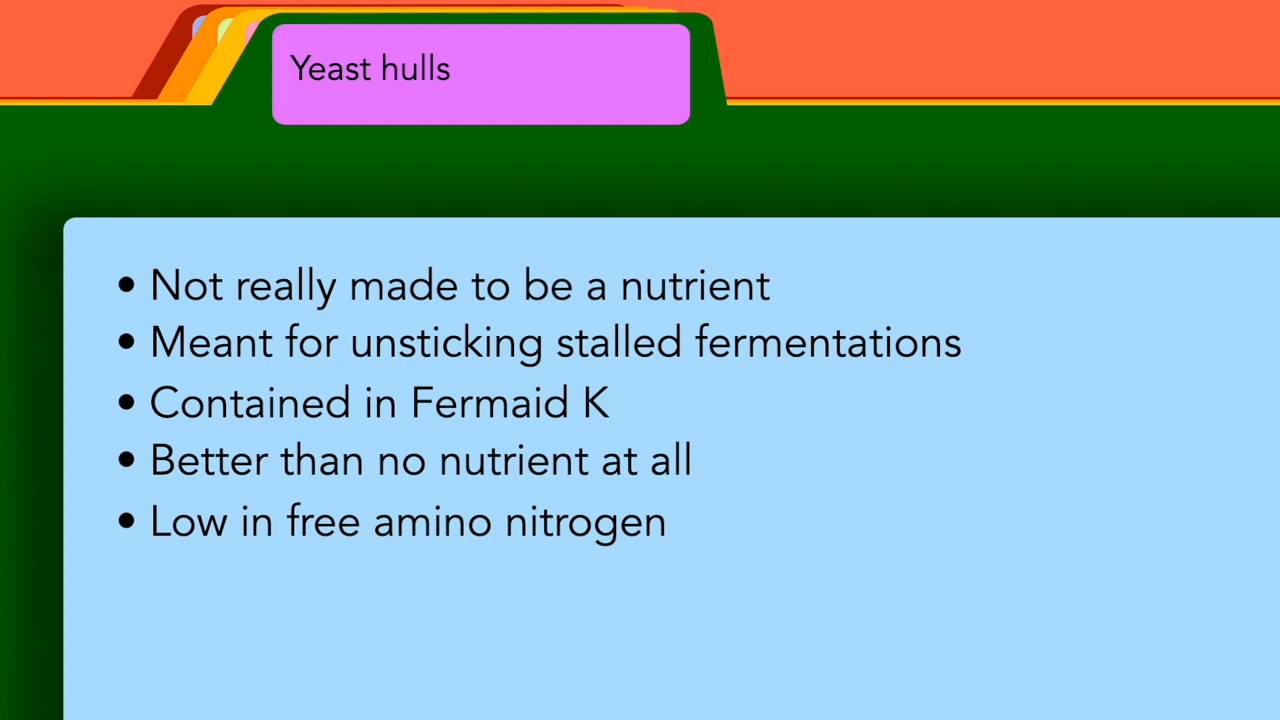 Yeast hulls
• Not really made to be a nutrient
• Meant for unsticking stalled fermentations
• Contained in Fermaid K
• Better than no nutrient at all
• Low in free amino nitrogen